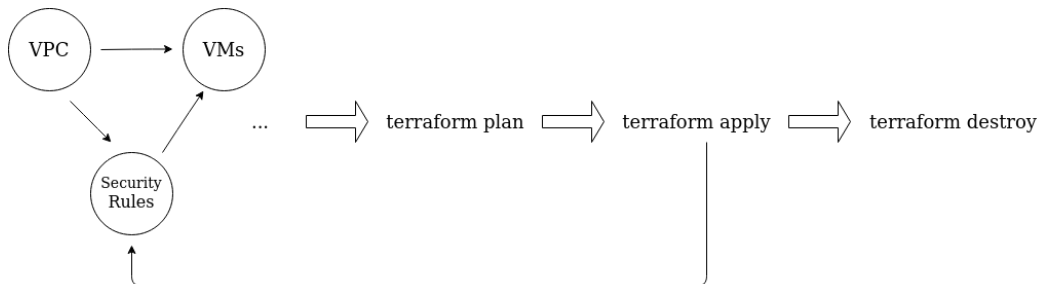 VPC
VMs
Security
Rules
...
terraform plan
terraform apply
terraform destroy